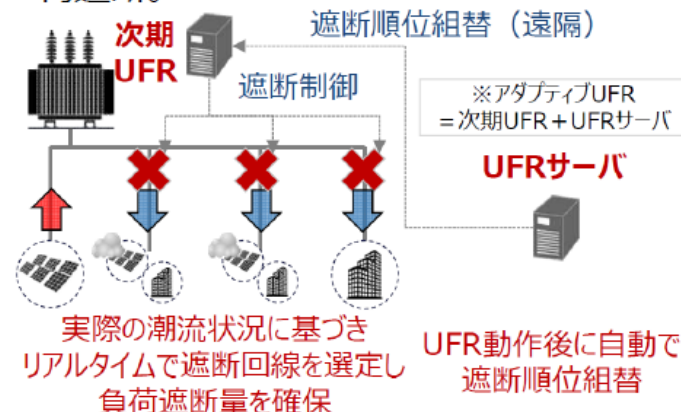 次期
UFR
遮断順位組替（遠隔）
遮断制御
※アダプティブUFR
＝次期UFR＋UFRサーバ
UFRサーバ
実際の潮流状況に基づき
リアルタイムで遮断回線を選定し
負荷遮断量を確保
UFR動作後に自動で
遮断順位組替